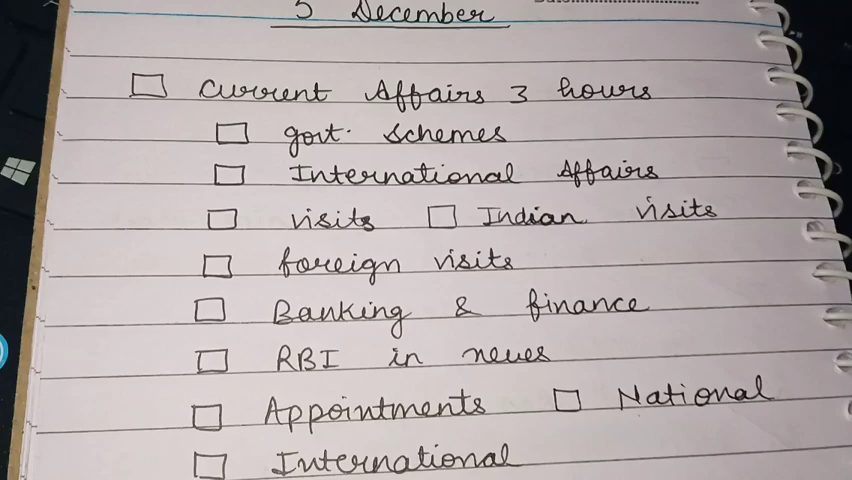 5 December
☐ Current Affairs 3 hours
☐ govt. schemes
☐ International Affairs
☐ visits ☐ Indian visits
☐ foreign visits
☐ Banking & finance
☐ RBI in news
☐ Appointments ☐ National
☐ International